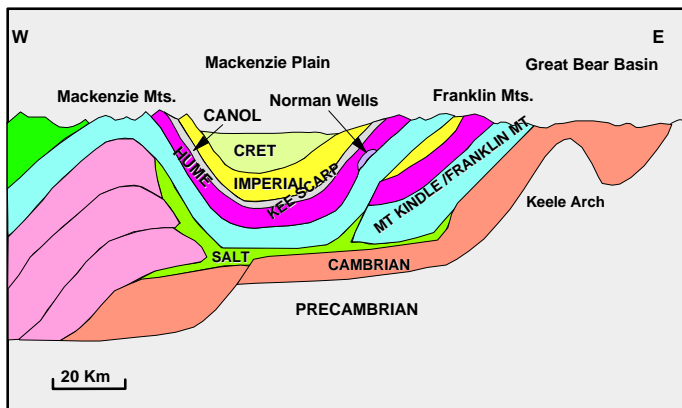 W
E
Mackenzie Plain
Great Bear Basin
Mackenzie Mts.
Norman Wells
Franklin Mts.
CANOL
CRET
HUME
IMPERIAL
KEE SCARP
MT KINDLE /FRANKLIN MT
Keele Arch
SALT
CAMBRIAN
PRECAMBRIAN
20 Km